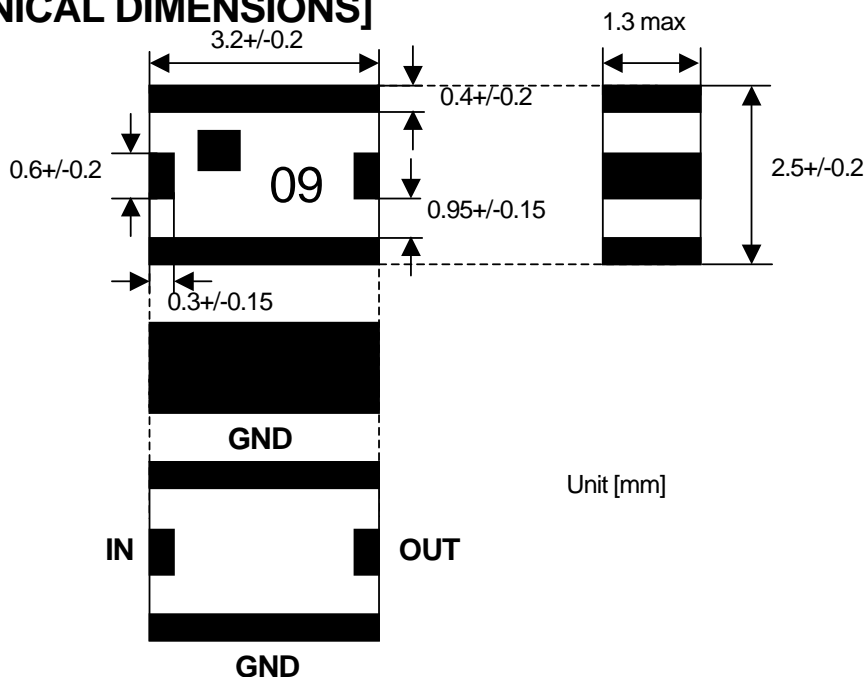 NICAL DIMENSIONS]
3.2+/-0.2
1.3 max
0.4+/-0.2
0.6+/-0.2
09
2.5+/-0.2
0.95+/-0.15
0.3+/-0.15
GND
Unit [mm]
IN
OUT
GND